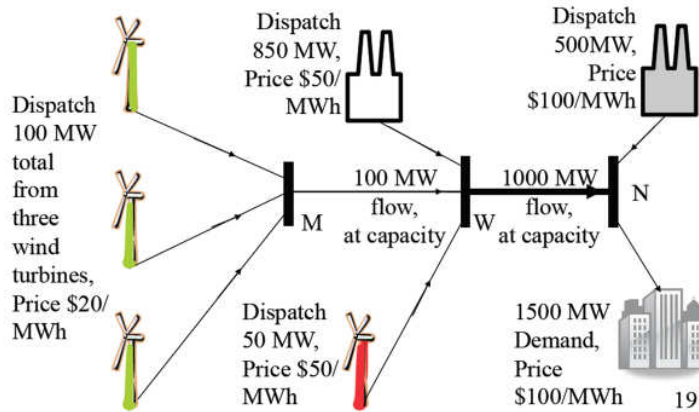 Dispatch
100 MW
total
from
three
wind
turbines,
Price $20/
MWh
Dispatch
850 MW,
Price $50/
MWh
Dispatch
500MW,
Price
$100/MWh
100 MW
flow,
at capacity
1000 MW
flow,
at capacity
M
W
N
Dispatch
50 MW,
Price $50/
MWh
1500 MW
Demand,
Price
$100/MWh
19